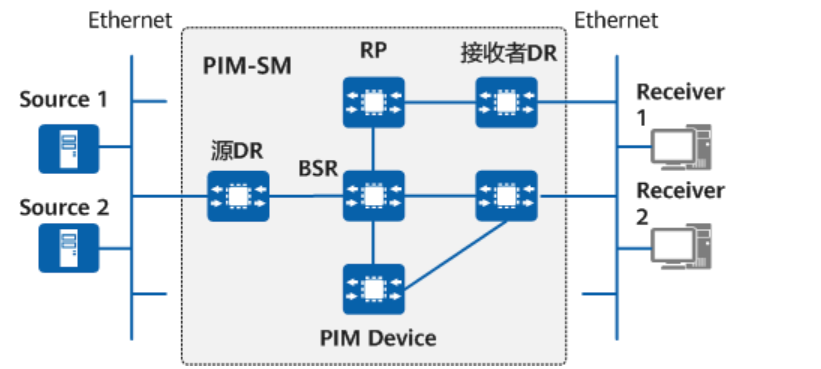 Ethernet
Ethernet
PIM-SM
RP
接收者DR
Source 1
Receiver
1
源DR
BSR
Source 2
Receiver
2
PIM Device